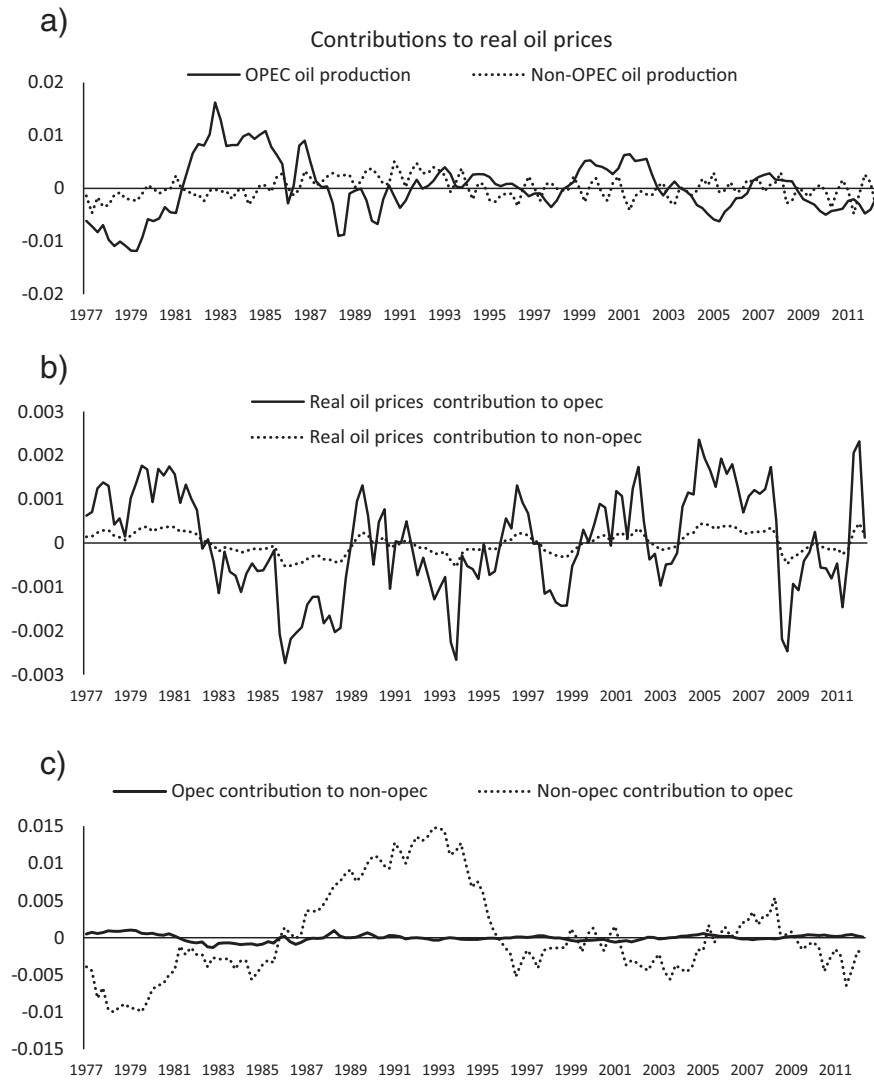 a)
Contributions to real oil prices
OPEC oil production
Non-OPEC oil production
0.02
0.01
0
-0.01
-0.02
1977 1979 1981 1983 1985 1987 1989 1991 1993 1995 1997 1999 2001 2003 2005 2007 2009 2011
b)
Real oil prices contribution to opec
Real oil prices contribution to non-opec
0.003
0.002
0.001
0
-0.001
-0.002
-0.003
1977 1979 1981 1983 1985 1987 1989 1991 1993 1995 1997 1999 2001 2003 2005 2007 2009 2011
c)
Opec contribution to non-opec
Non-opec contribution to opec
0.015
0.01
0.005
0
-0.005
-0.01
-0.015
1977 1979 1981 1983 1985 1987 1989 1991 1993 1995 1997 1999 2001 2003 2005 2007 2009 2011